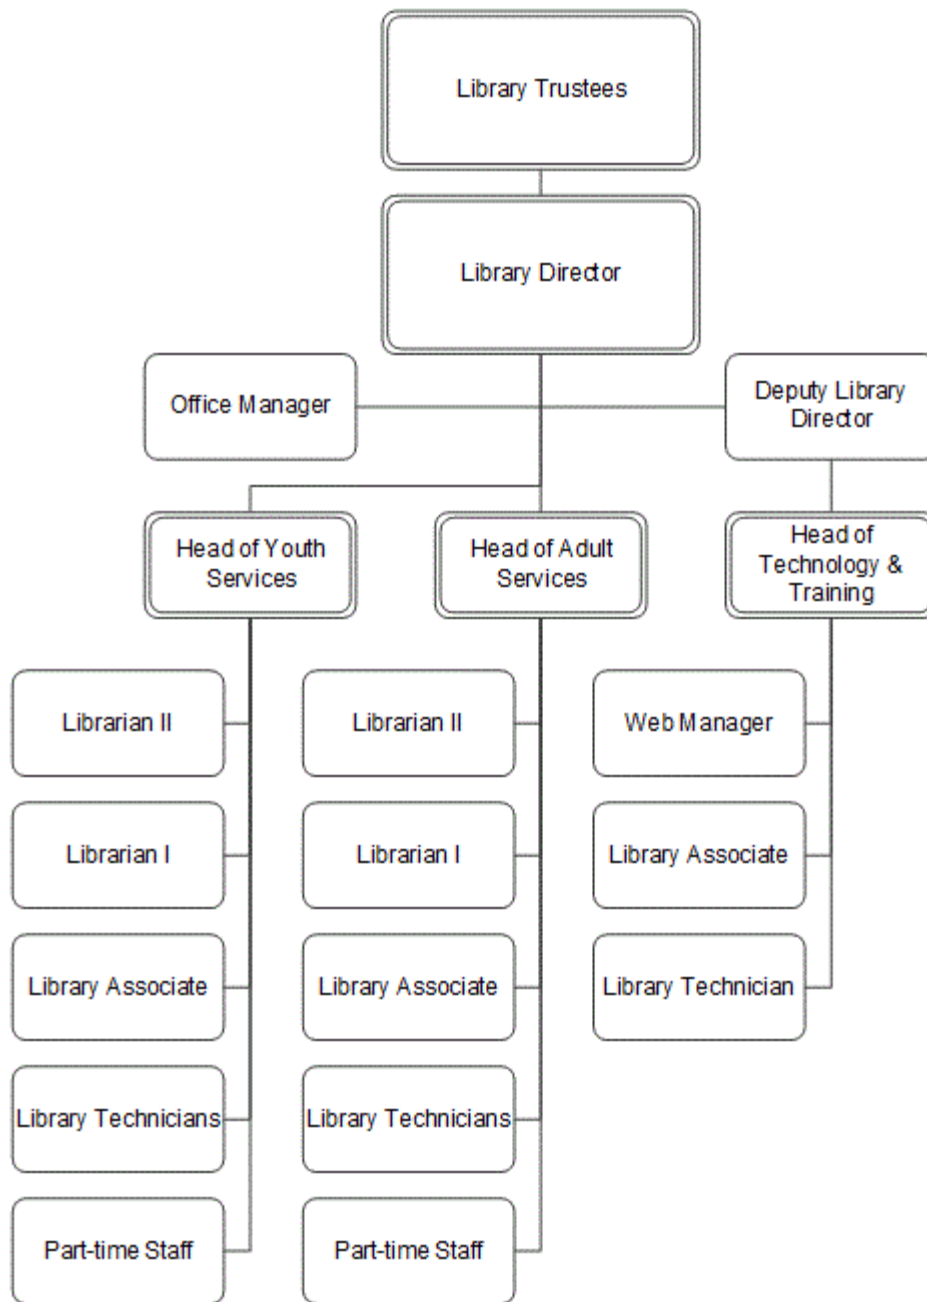 Library Trustees
Library Director
Office Manager
Deputy Library
Director
Head of Youth
Services
Head of Adult
Services
Head of
Technology &
Training
Librarian II
Librarian II
Web Manager
Librarian I
Librarian I
Library Associate
Library Associate
Library Associate
Library Technician
Library Technicians
Library Technicians
Part-time Staff
Part-time Staff